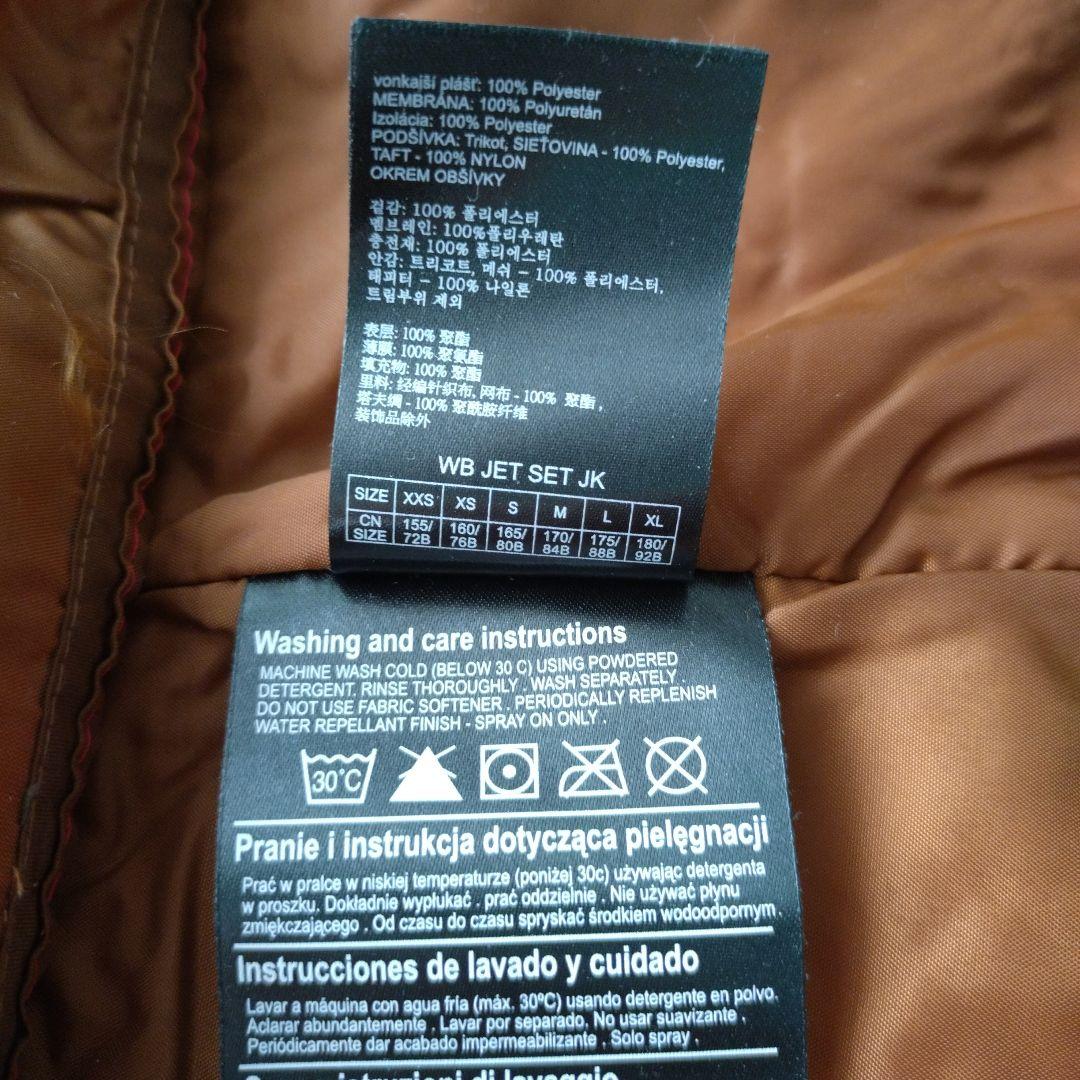 vonkajší plášť: 100% Polyester
MEMBRÁNA: 100% Polyuretán
Izolácia: 100% Polyester
PODŠÍVKA: Trikot, SIEŤOVINA - 100% Polyester,
TAFT - 100% NYLON
OKREM OBŠÍVKY
겉감: 100% 폴리에스터
멤브레인: 100%폴리우레탄
충전재: 100% 폴리에스터
안감: 트리코트, 메쉬 - 100% 폴리에스터,
태피터 - 100% 나일론
트림부위 제외
表层: 100% 聚酯
薄膜: 100% 聚氨酯
填充物: 100% 聚酯
里料: 经编针织布, 网布 - 100% 聚酯 ,
塔夫绸 - 100% 聚酰胺纤维
装饰品除外
WB JET SET JK
SIZE XXS XS S M L XL
CN SIZE 155/72B 160/76B 165/80B 170/84B 175/88B 180/92B
Washing and care instructions
MACHINE WASH COLD (BELOW 30 C) USING POWDERED
DETERGENT. RINSE THOROUGHLY . WASH SEPARATELY
DO NOT USE FABRIC SOFTENER . PERIODICALLY REPLENISH
WATER REPELLANT FINISH - SPRAY ON ONLY .
30°C
Pranie i instrukcja dotycząca pielęgnacji
Prać w pralce w niskiej temperaturze (poniżej 30c) używając detergenta
w proszku. Dokładnie wypłukać . prać oddzielnie . Nie używać płynu
zmiękczającego . Od czasu do czasu spryskać środkiem wodoodpornym.
Instrucciones de lavado y cuidado
Lavar a máquina con agua fría (máx. 30ºC) usando detergente en polvo.
Aclarar abundantemente . Lavar por separado. No usar suavizante .
Periódicamente dar acabado impermeabilizante . Solo spray .